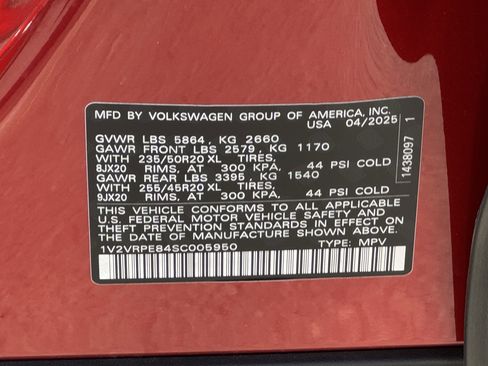 MFD BY VOLKSWAGEN GROUP OF AMERICA, INC.
USA 04/2025
GVWR LBS 5864, KG 2660
GAWR FRONT LBS 2579, KG 1170
WITH 235/50R20 XL TIRES,
8JX20 RIMS, AT 300 KPA, 44 PSI COLD
GAWR REAR LBS 3395, KG 1540
WITH 255/45R20 XL TIRES,
9JX20 RIMS, AT 300 KPA, 44 PSI COLD
THIS VEHICLE CONFORMS TO ALL APPLICABLE
U.S. FEDERAL MOTOR VEHICLE SAFETY AND
THEFT PREVENTION STANDARDS IN EFFECT ON
THE DATE OF MANUFACTURE SHOWN ABOVE.
1V2VRPE84SC005950 TYPE: MPV
1438097 1